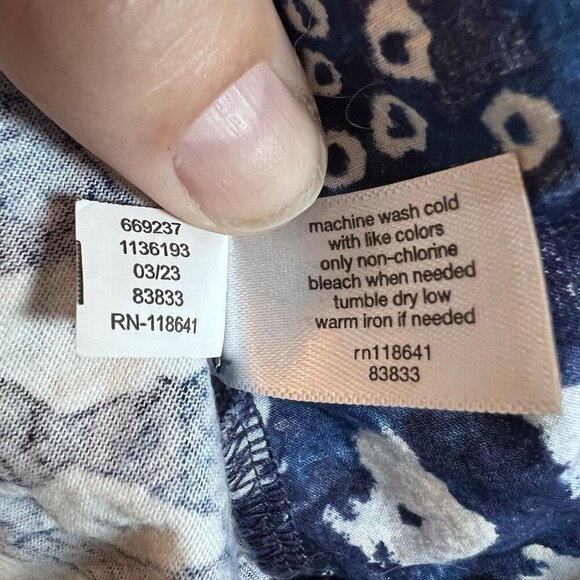 669237
1136193
03/23
83833
RN-118641
machine wash cold
with like colors
only non-chlorine
bleach when needed
tumble dry low
warm iron if needed
rn118641
83833